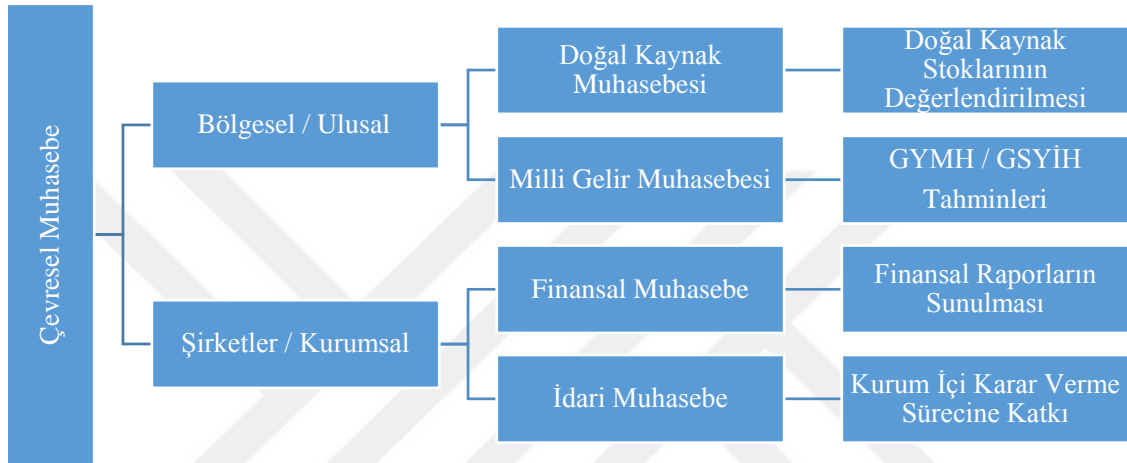 Çevresel Muhasebe
Bölgesel / Ulusal
Doğal Kaynak
Muhasebesi
Doğal Kaynak
Stoklarının
Değerlendirilmesi
Milli Gelir Muhasebesi
GYMH / GSYİH
Tahminleri
Şirketler / Kurumsal
Finansal Muhasebe
Finansal Raporların
Sunulması
İdari Muhasebe
Kurum İçi Karar Verme
Sürecine Katkı